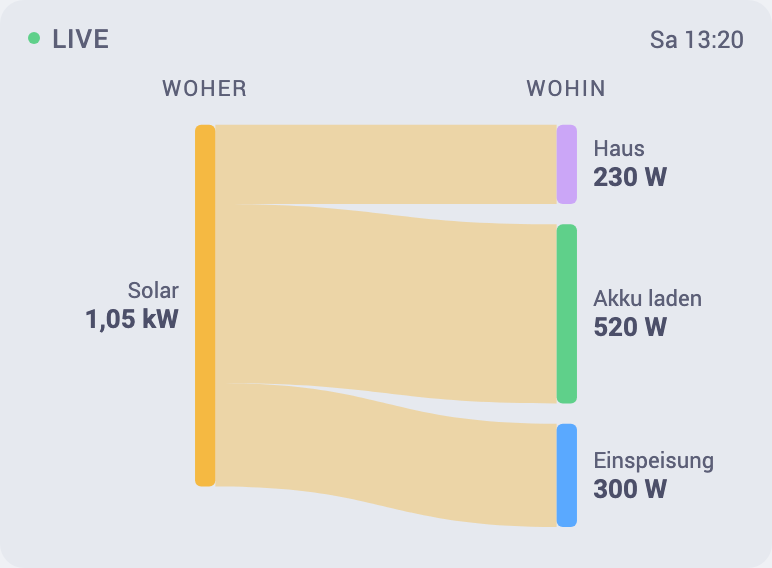 LIVE
Sa 13:20
WOHER
WOHIN
Haus
230 W
Solar
1,05 kW
Akku laden
520 W
Einspeisung
300 W